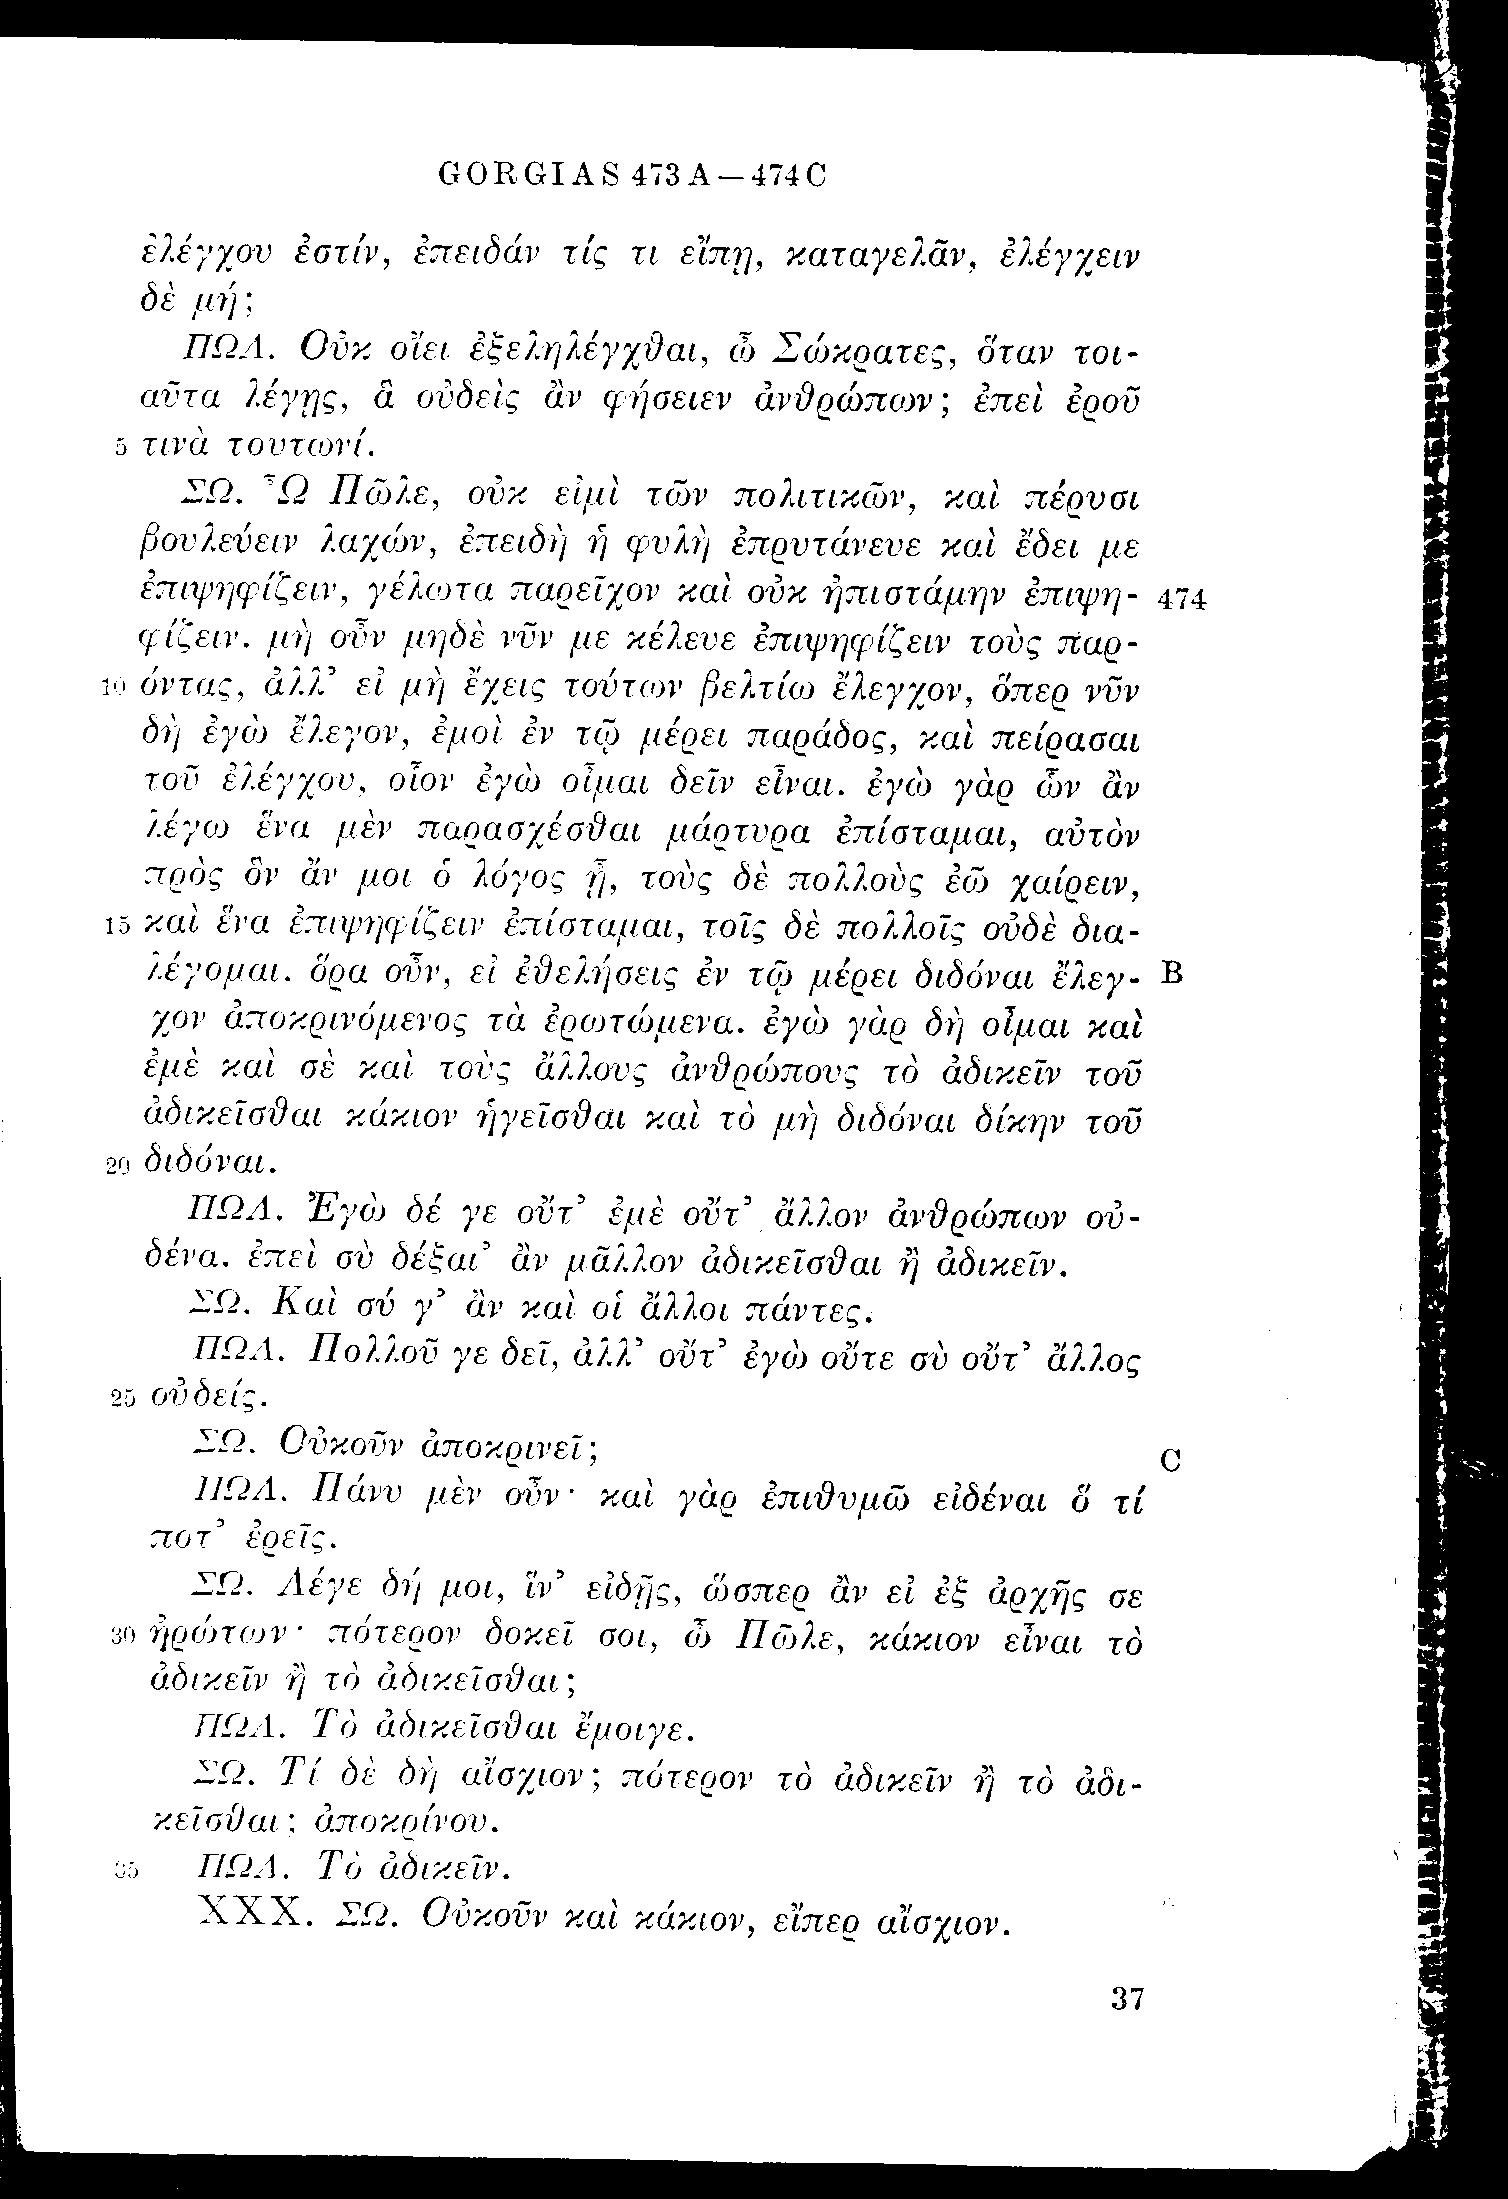 GORGIAS 473 A — 474 C
ἐλέγχου ἐστίν, ἐπειδάν τίς τι εἴπῃ, καταγελᾶν, ἐλέγχειν
δὲ μή;
ΠΩΛ. Οὐκ οἴει ἐξεληλέγχθαι, ὦ Σώκρατες, ὅταν τοι-
αῦτα λέγῃς, ἃ οὐδεὶς ἂν φήσειεν ἀνθρώπων; ἐπεὶ ἐροῦ
5 τινὰ τουτωνί.
ΣΩ. Ὦ Πῶλε, οὐκ εἰμὶ τῶν πολιτικῶν, καὶ πέρυσι
βουλεύειν λαχών, ἐπειδὴ ἡ φυλὴ ἐπρυτάνευε καὶ ἔδει με
ἐπιψηφίζειν, γέλωτα παρεῖχον καὶ οὐκ ἠπιστάμην ἐπιψη- 474
φίζειν. μὴ οὖν μηδὲ νῦν με κέλευε ἐπιψηφίζειν τοὺς παρ-
10 όντας, ἀλλ’ εἰ μὴ ἔχεις τούτων βελτίω ἔλεγχον, ὅπερ νῦν
δὴ ἐγὼ ἔλεγον, ἐμοὶ ἐν τῷ μέρει παράδος, καὶ πείρασαι
τοῦ ἐλέγχου, οἷον ἐγὼ οἶμαι δεῖν εἶναι. ἐγὼ γὰρ ὧν ἂν
λέγω ἕνα μὲν παρασχέσθαι μάρτυρα ἐπίσταμαι, αὐτὸν
πρὸς ὃν ἄν μοι ὁ λόγος ᾖ, τοὺς δὲ πολλοὺς ἐῶ χαίρειν,
15 καὶ ἕνα ἐπιψηφίζειν ἐπίσταμαι, τοῖς δὲ πολλοῖς οὐδὲ δια-
λέγομαι. ὅρα οὖν, εἰ ἐθελήσεις ἐν τῷ μέρει διδόναι ἔλεγ- B
χον ἀποκρινόμενος τὰ ἐρωτώμενα. ἐγὼ γὰρ δὴ οἶμαι καὶ
ἐμὲ καὶ σὲ καὶ τοὺς ἄλλους ἀνθρώπους τὸ ἀδικεῖν τοῦ
ἀδικεῖσθαι κάκιον ἡγεῖσθαι καὶ τὸ μὴ διδόναι δίκην τοῦ
20 διδόναι.
ΠΩΛ. Ἐγὼ δέ γε οὔτ’ ἐμὲ οὔτ’ ἄλλον ἀνθρώπων οὐ-
δένα. ἐπεὶ σὺ δέξαι’ ἂν μᾶλλον ἀδικεῖσθαι ἢ ἀδικεῖν.
ΣΩ. Καὶ σύ γ’ ἂν καὶ οἱ ἄλλοι πάντες.
ΠΩΛ. Πολλοῦ γε δεῖ, ἀλλ’ οὔτ’ ἐγὼ οὔτε σὺ οὔτ’ ἄλλος
25 οὐδείς.
ΣΩ. Οὐκοῦν ἀποκρινεῖ;
C
ΠΩΛ. Πάνυ μὲν οὖν· καὶ γὰρ ἐπιθυμῶ εἰδέναι ὅ τί
ποτ’ ἐρεῖς.
ΣΩ. Λέγε δή μοι, ἵν’ εἰδῇς, ὥσπερ ἂν εἰ ἐξ ἀρχῆς σε
30 ἠρώτων· πότερον δοκεῖ σοι, ὦ Πῶλε, κάκιον εἶναι τὸ
ἀδικεῖν ἢ τὸ ἀδικεῖσθαι;
ΠΩΛ. Τὸ ἀδικεῖσθαι ἔμοιγε.
ΣΩ. Τί δὲ δὴ αἴσχιον; πότερον τὸ ἀδικεῖν ἢ τὸ ἀδι-
κεῖσθαι; ἀποκρίνου.
35 ΠΩΛ. Τὸ ἀδικεῖν.
XXX. ΣΩ. Οὐκοῦν καὶ κάκιον, εἴπερ αἴσχιον.
37